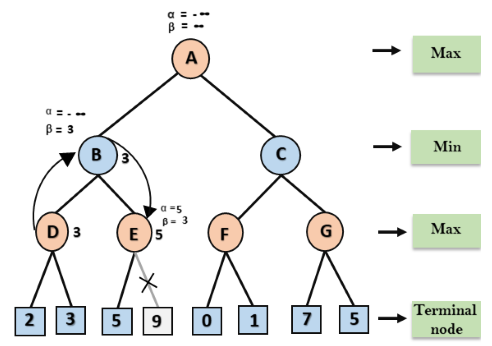 α = - ∞
β = ∞
A
Max
α = - ∞
β = 3
B
3
C
Min
α =5
β = 3
D
3
E
5
F
G
Max
2
3
5
9
0
1
7
5
Terminal
node